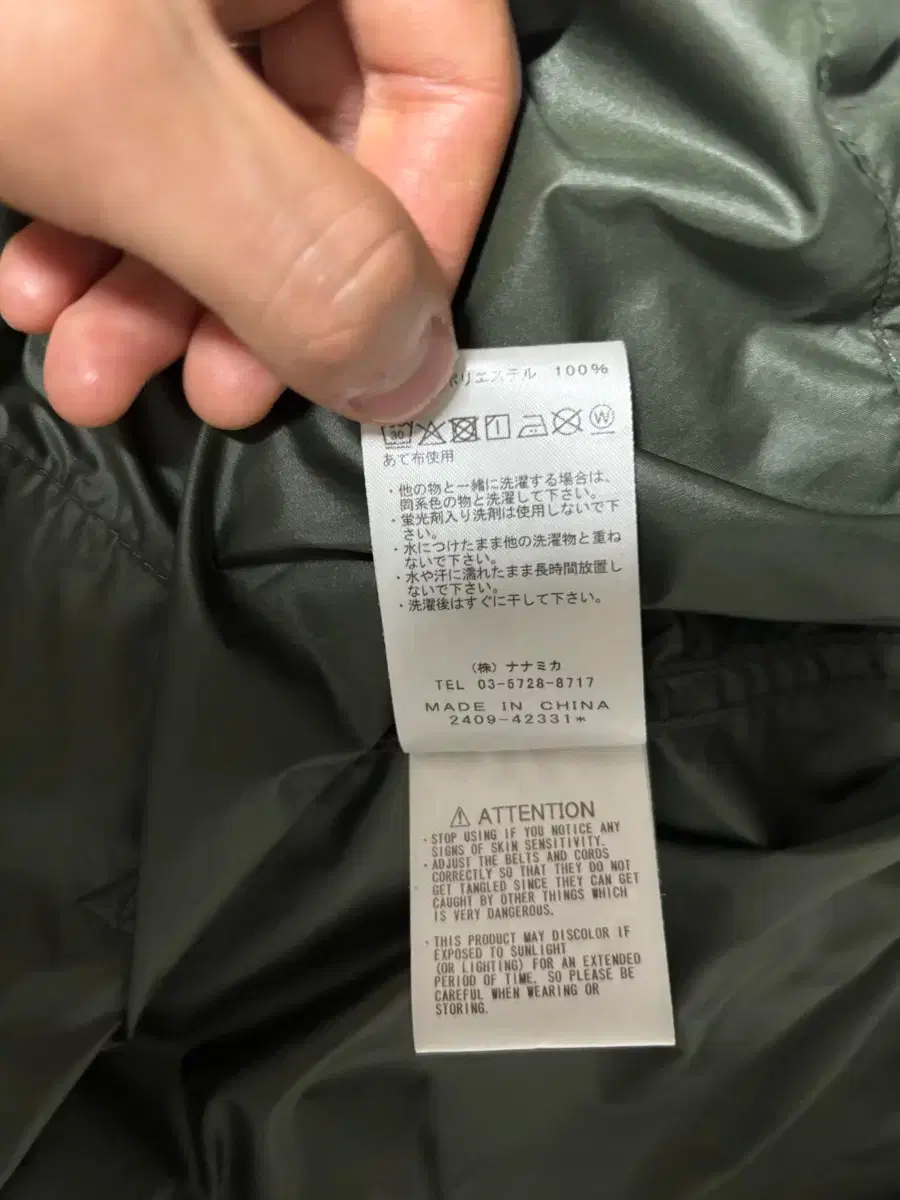 ポリエステル 100%
30
W
あて布使用
・他の物と一緒に洗濯する場合は、
同系色の物と洗濯して下さい。
・蛍光剤入り洗剤は使用しないで下
さい。
・水につけたまま他の洗濯物と重ね
ないで下さい。
・水や汗に濡れたまま長時間放置し
ないで下さい。
・洗濯後はすぐに干して下さい。
(株) ナナミカ
TEL 03-5728-8717
MADE IN CHINA
2409-42331*
⚠ ATTENTION
・STOP USING IF YOU NOTICE ANY
SIGNS OF SKIN SENSITIVITY.
・ADJUST THE BELTS AND CORDS
CORRECTLY SO THAT THEY DO NOT
GET TANGLED SINCE THEY CAN GET
CAUGHT BY OTHER THINGS WHICH
IS VERY DANGEROUS.
・THIS PRODUCT MAY DISCOLOR IF
EXPOSED TO SUNLIGHT
(OR LIGHTING) FOR AN EXTENDED
PERIOD OF TIME, SO PLEASE BE
CAREFUL WHEN WEARING OR
STORING.